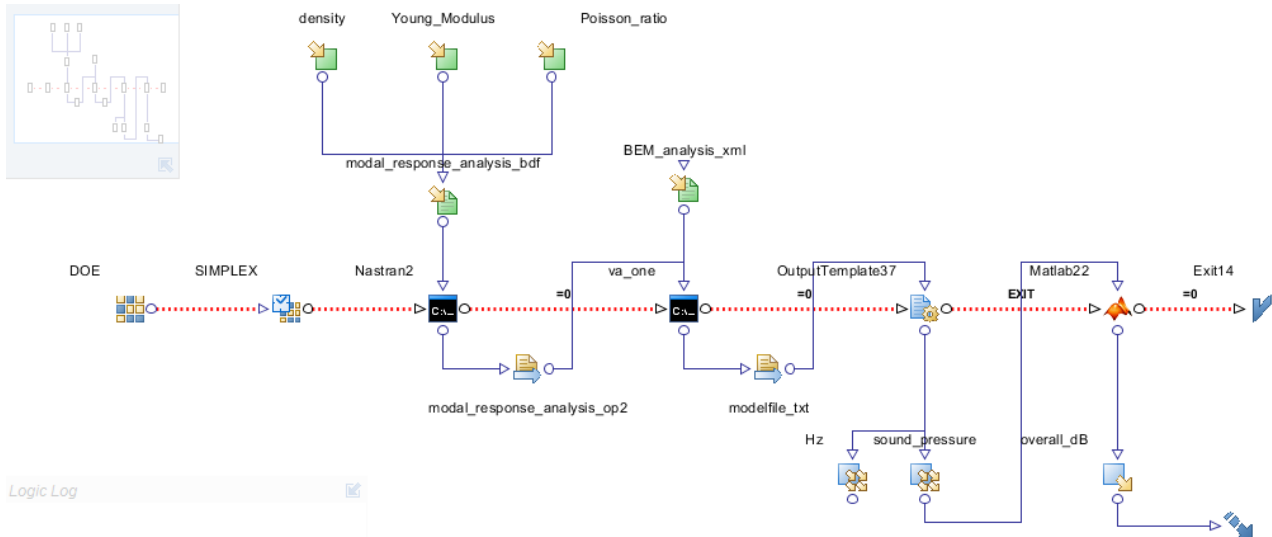 density Young_Modulus Poisson_ratio
modal_response_analysis_bdf
BEM_analysis_xml
DOE SIMPLEX Nastran2 va_one OutputTemplate37 Matlab22 Exit14
=0 =0 EXIT =0
C:\._ C:\._
modal_response_analysis_op2 modelfile_txt
Hz sound_pressure overall_dB
Logic Log